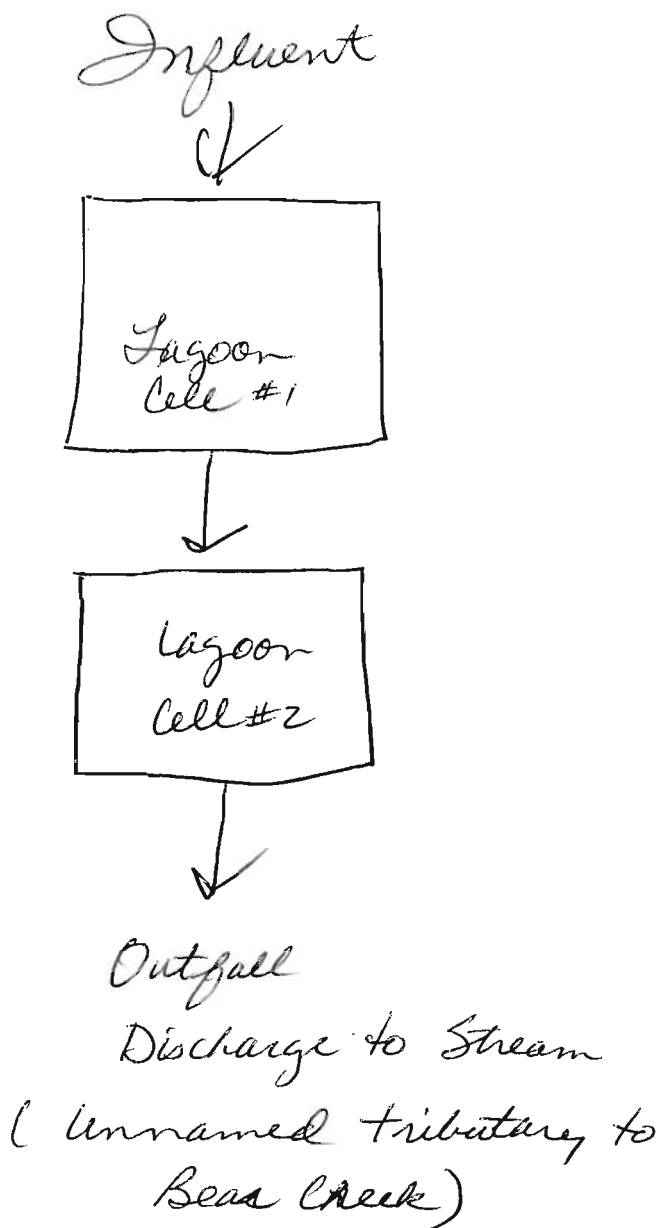 Influent
Lagoon
Cell #1
Lagoon
Cell #2
Outfall
Discharge to Stream
(Unnamed tributary to
Bear Creek)